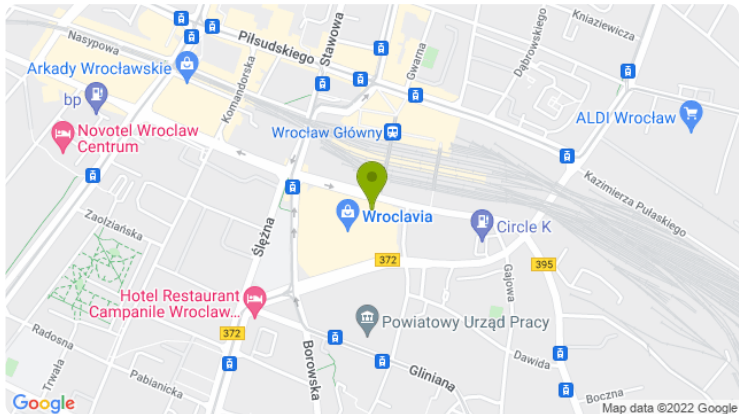 Nasypowa
Piłsudskiego
Stawowa
Gwarna
Dąbrowskiego
Kniaziewicza
Arkady Wrocławskie
bp
Komandorska
Novotel Wroclaw
Centrum
Wrocław Główny
ALDI Wrocław
Kazimierza Pułaskiego
Zaolziańska
Ślężna
Wroclavia
Circle K
372
395
Gajowa
Hotel Restaurant
Campanile Wroclaw...
372
Powiatowy Urząd Pracy
Radosna
Trwała
Pabianicka
Borowska
Gliniana
Dawida
Boczna
Google
Map data ©2022 Google